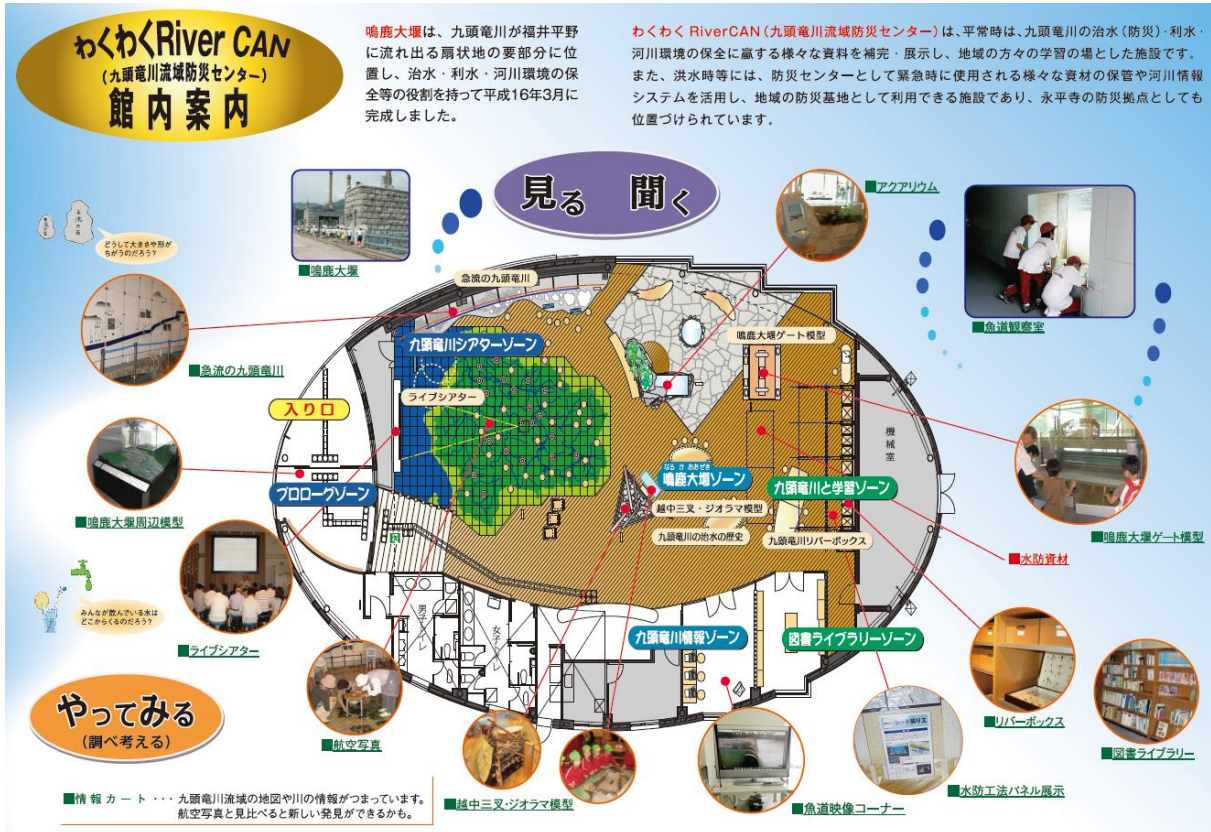 わくわくRiver CAN
(九頭竜川流域防災センター)
館内案内
鳴鹿大堰は、九頭竜川が福井平野
に流れ出る扇状地の要部分に位
置し、治水・利水・河川環境の保
全等の役割を持って平成16年3月に
完成しました。
わくわく RiverCAN(九頭竜川流域防災センター)は、平常時は、九頭竜川の治水(防災)・利水・
河川環境の保全に寡する様々な資料を補完・展示し、地域の方々の学習の場とした施設です。
また、洪水時等には、防災センターとして緊急時に使用される様々な資材の保管や河川情報
システムを活用し、地域の防災基地として利用できる施設であり、永平寺の防災拠点としても
位置づけられています。
見る 聞く
■アクアリウム
どうして大きさや形が
ちがうのだろう?
■鳴鹿大堰
急流の九頭竜川
■魚道観察室
鳴鹿大堰ゲート模型
九頭竜川シアターゾーン
■急流の九頭竜川
ライブシアター
入り口
機械室
なるかおおぜき
鳴鹿大堰ゾーン
九頭竜川と学習ゾーン
プロローグゾーン
越中三叉・ジオラマ模型
■鳴鹿大堰周辺模型
九頭竜川の治水の歴史
九頭竜川リバーボックス
■鳴鹿大堰ゲート模型
■水防資材
みんなが飲んでいる水は
どこからくるのだろう?
男子トイレ
女子トイレ
九頭竜川情報ゾーン
図書ライブラリーゾーン
■ライブシアター
やってみる
(調べ考える)
■リバーボックス
■航空写真
■図書ライブラリー
シート張り工
■水防工法パネル展示
■越中三叉・ジオラマ模型
■魚道映像コーナー
■情報カート・・・九頭竜川流域の地図や川の情報がつまっています。
航空写真と見比べると新しい発見ができるかも。